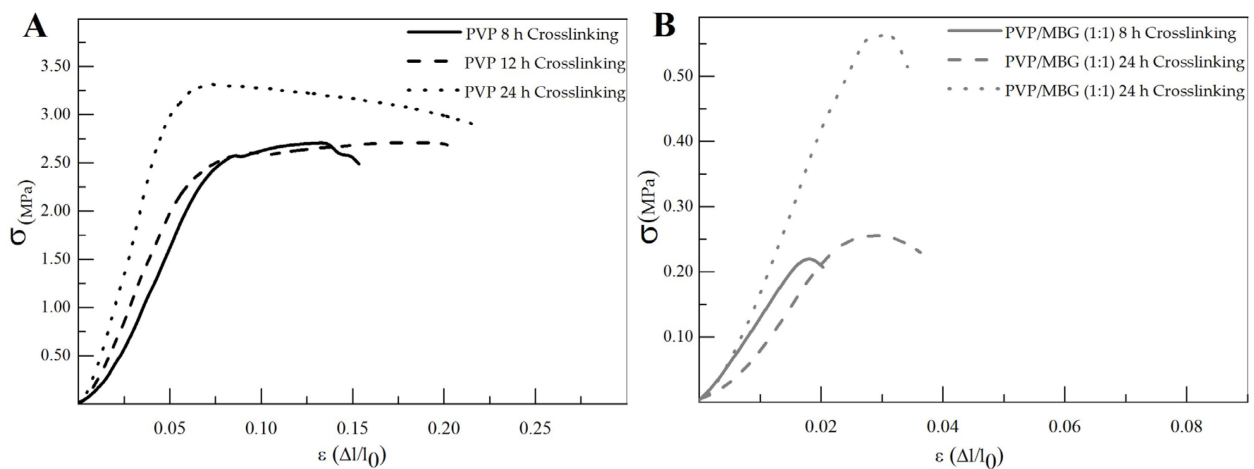 A
PVP 8 h Crosslinking
PVP 12 h Crosslinking
PVP 24 h Crosslinking
3.50
3.00
2.50
2.00
1.50
1.00
0.50
σ(MPa)
0.05
0.10
0.15
0.20
0.25
ε (Δl/l0)
B
PVP/MBG (1:1) 8 h Crosslinking
PVP/MBG (1:1) 24 h Crosslinking
PVP/MBG (1:1) 24 h Crosslinking
0.50
0.40
0.30
0.20
0.10
σ(MPa)
0.02
0.04
0.06
0.08
ε (Δl/l0)